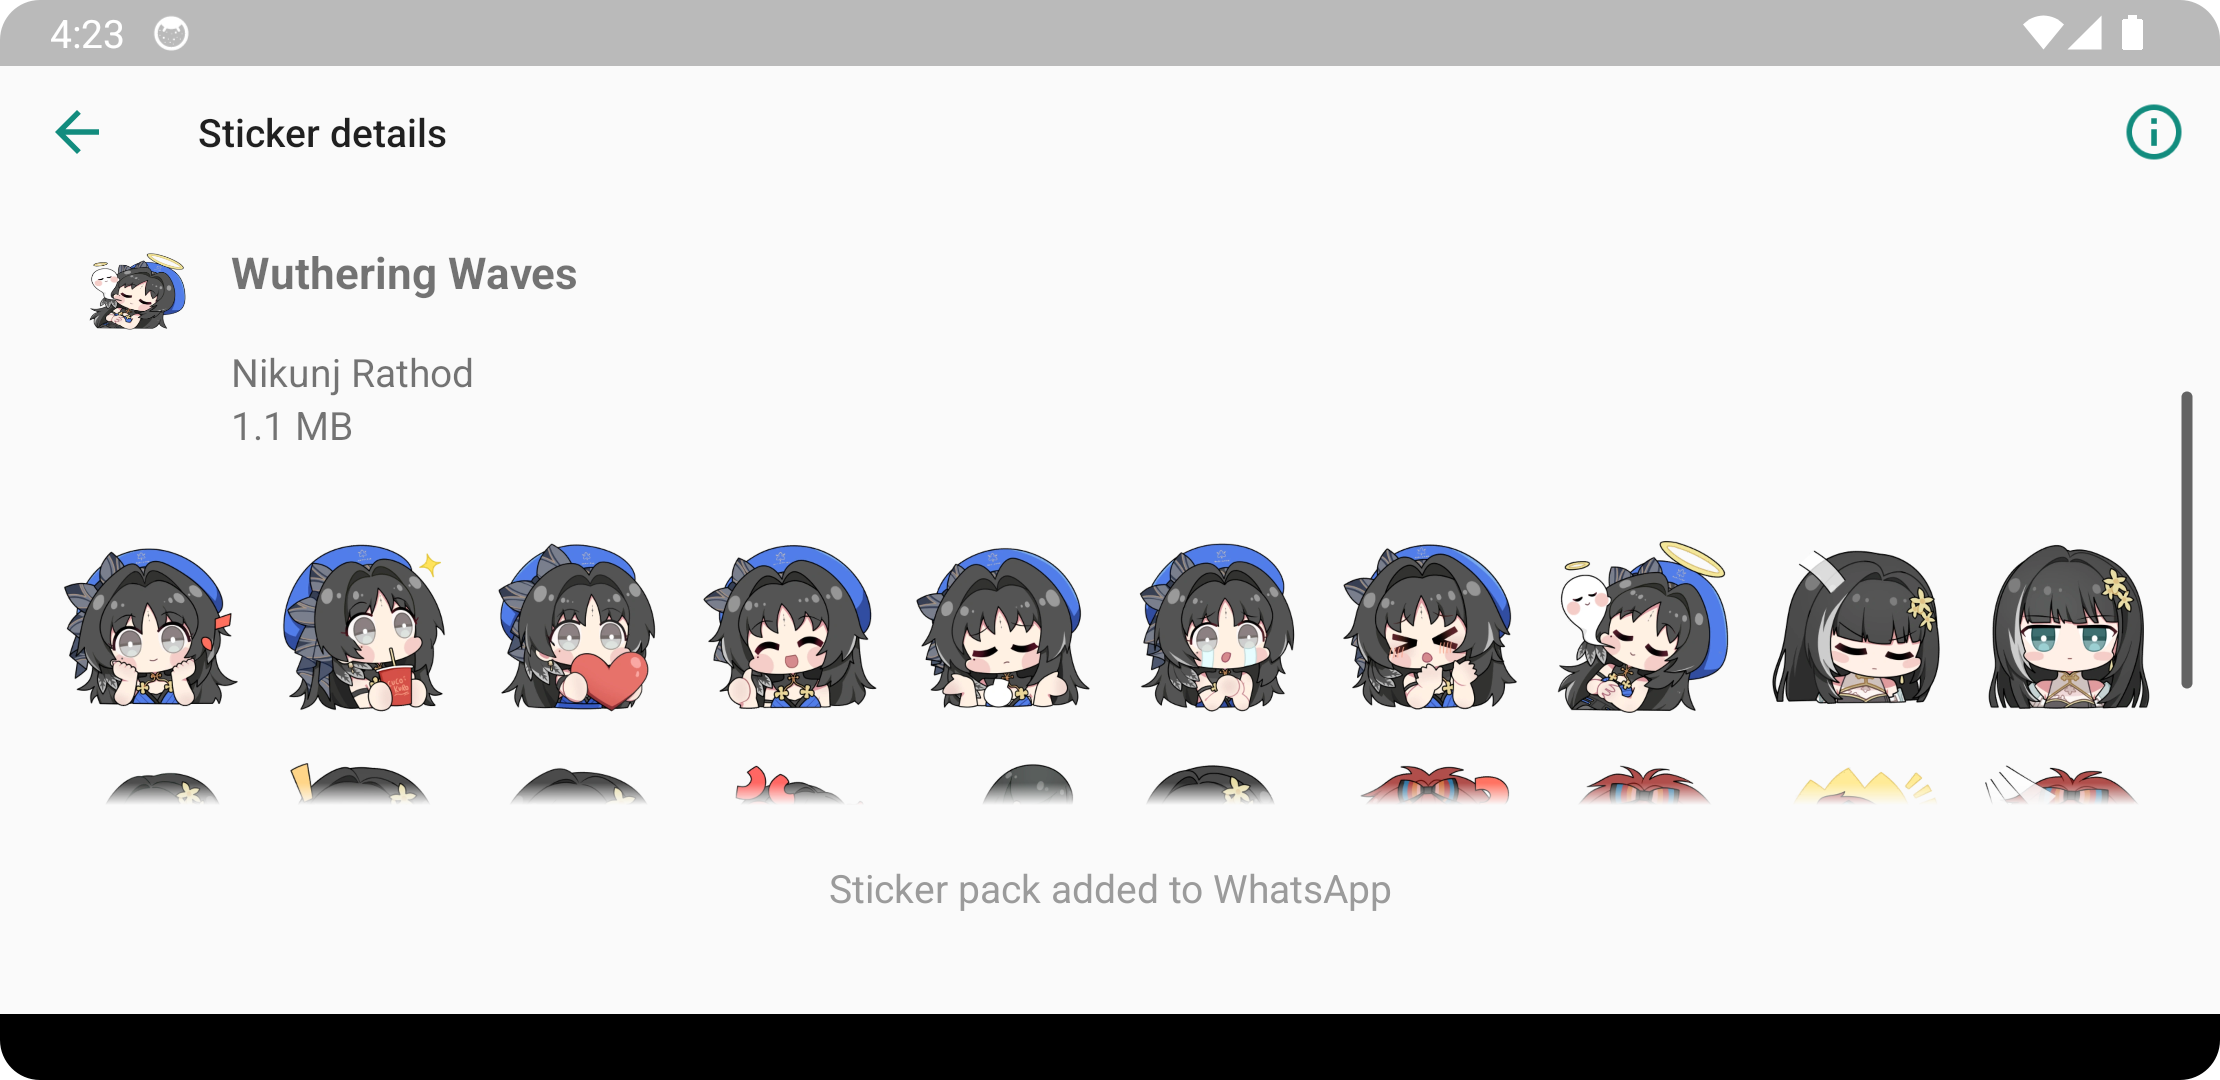 4:23
Sticker details
Wuthering Waves
Nikunj Rathod
1.1 MB
Sticker pack added to WhatsApp